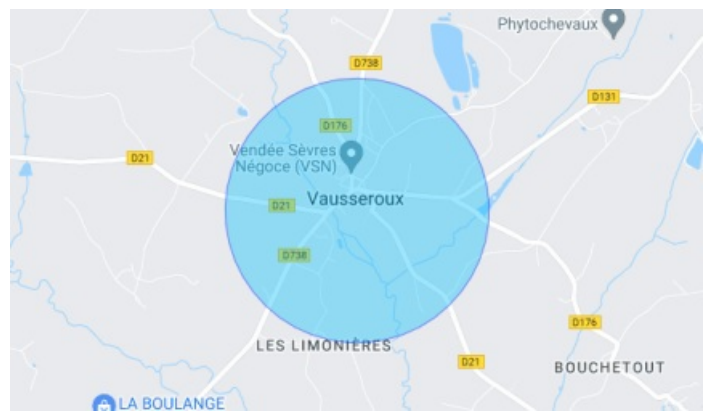 Phytochevaux
D738
D131
D176
Vendée Sèvres
Négoce (VSN)
D21
Vausseroux
D21
D738
D176
LES LIMONIÈRES
D21
BOUCHETOUT
LA BOULANGE